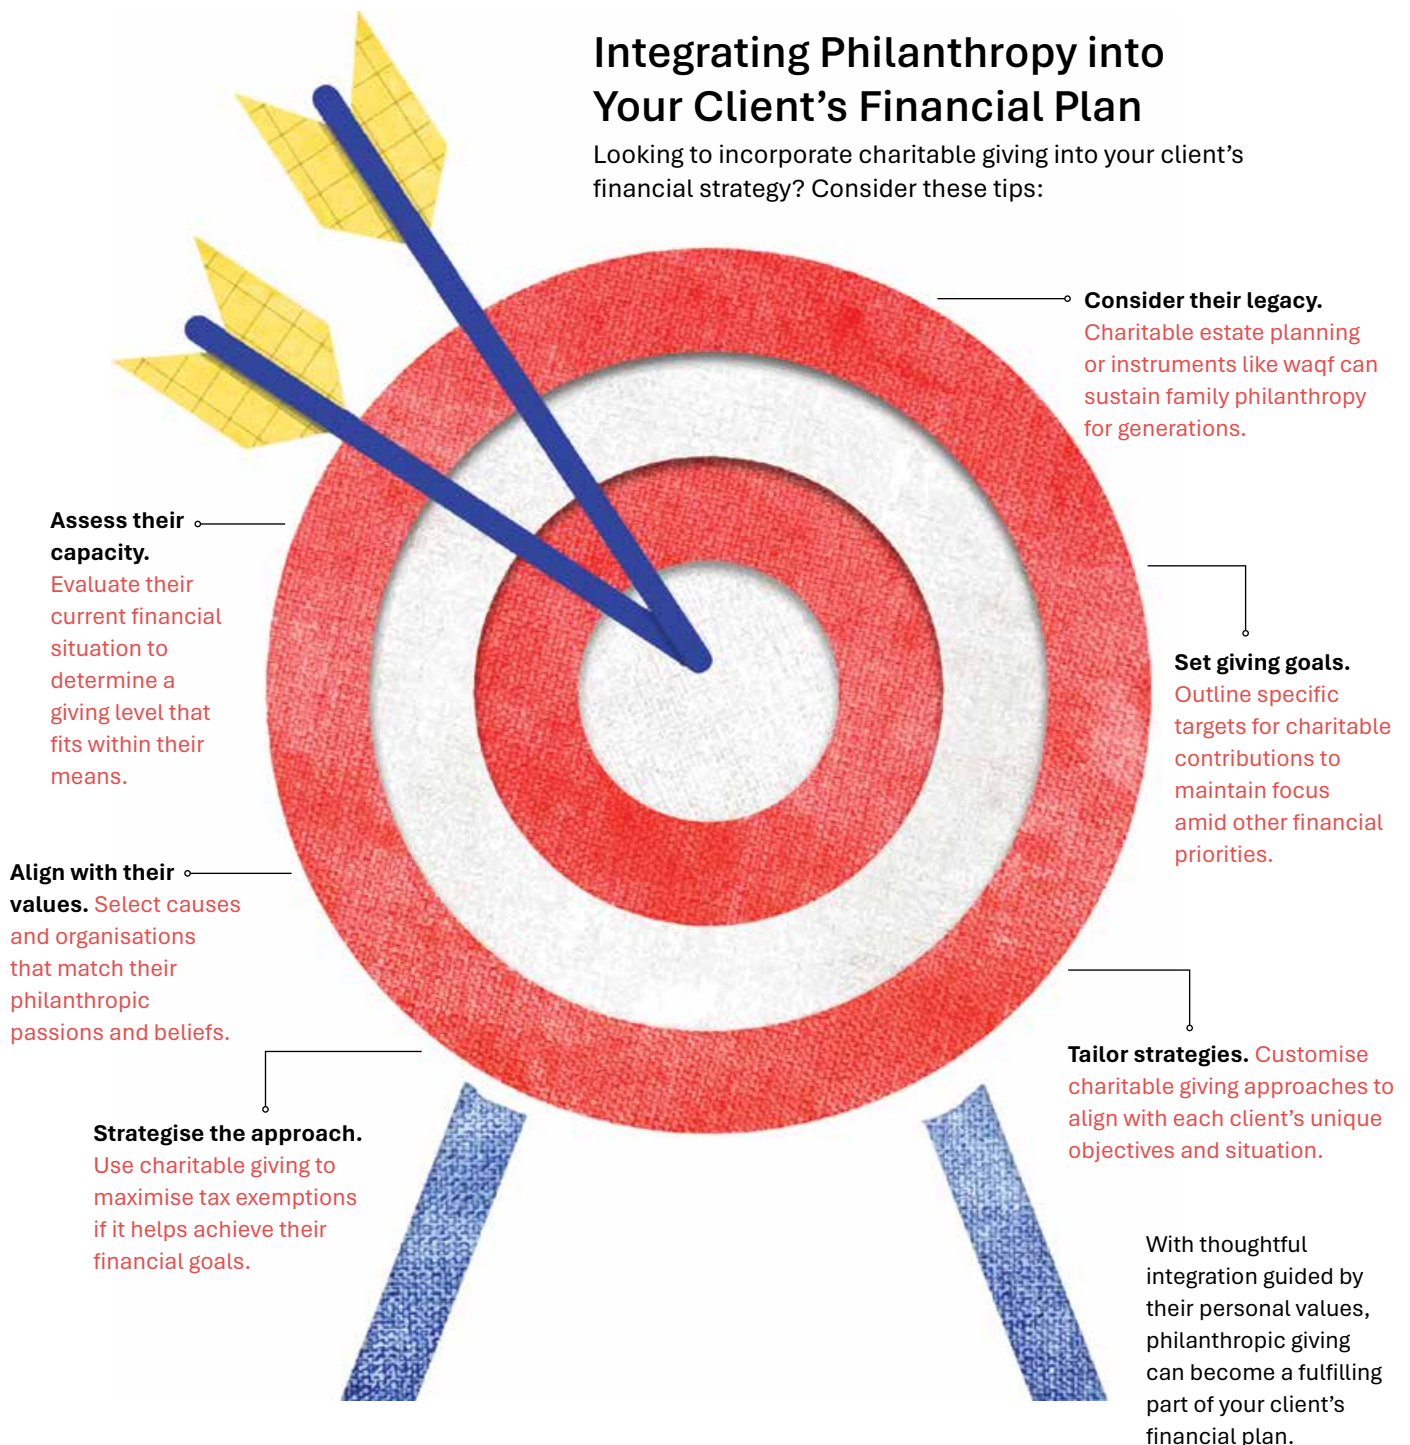 Integrating Philanthropy into
Your Client's Financial Plan
Looking to incorporate charitable giving into your client's
financial strategy? Consider these tips:
Consider their legacy.
Charitable estate planning
or instruments like waqf can
sustain family philanthropy
for generations.
Assess their
capacity.
Evaluate their
current financial
situation to
determine a
giving level that
fits within their
means.
Set giving goals.
Outline specific
targets for charitable
contributions to
maintain focus
amid other financial
priorities.
Align with their
values. Select causes
and organisations
that match their
philanthropic
passions and beliefs.
Tailor strategies. Customise
charitable giving approaches to
align with each client's unique
objectives and situation.
Strategise the approach.
Use charitable giving to
maximise tax exemptions
if it helps achieve their
financial goals.
With thoughtful
integration guided by
their personal values,
philanthropic giving
can become a fulfilling
part of your client's
financial plan.